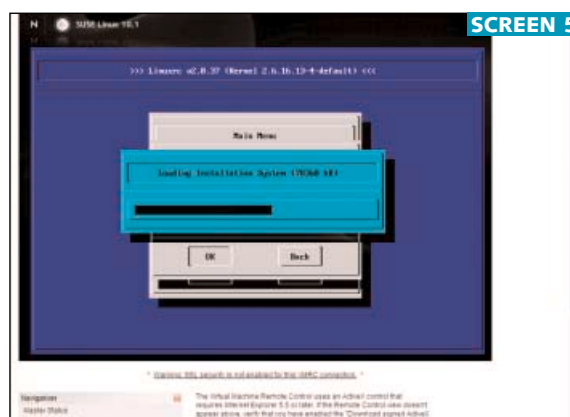 SCREEN 5
N SUSE Linux 10.1
>>> Linuxrc v2.0.37 (Kernel 2.6.16.13-4-default) <<<
Main Menu
Loading Installation System (78360 kB)
OK Back
* Warning: SSL security is not enabled for this VMRC connection. *
Navigation
Master Status
The Virtual Machine Remote Control uses an ActiveX control that
requires Internet Explorer 5.5 or later. If the Remote Control view doesn't
appear above, verify that you have enabled the "Download signed ActiveX